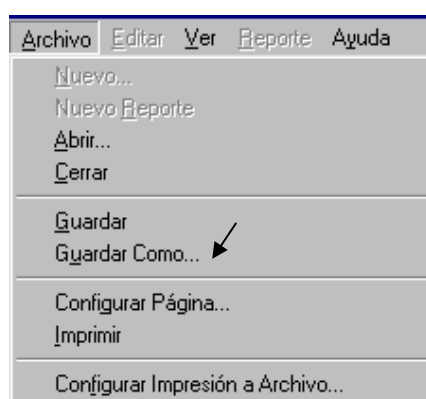 Archivo Editar Ver Reporte Ayuda
Nuevo...
Nuevo Reporte
Abrir...
Cerrar
Guardar
Guardar Como...
Configurar Página...
Imprimir
Configurar Impresión a Archivo...